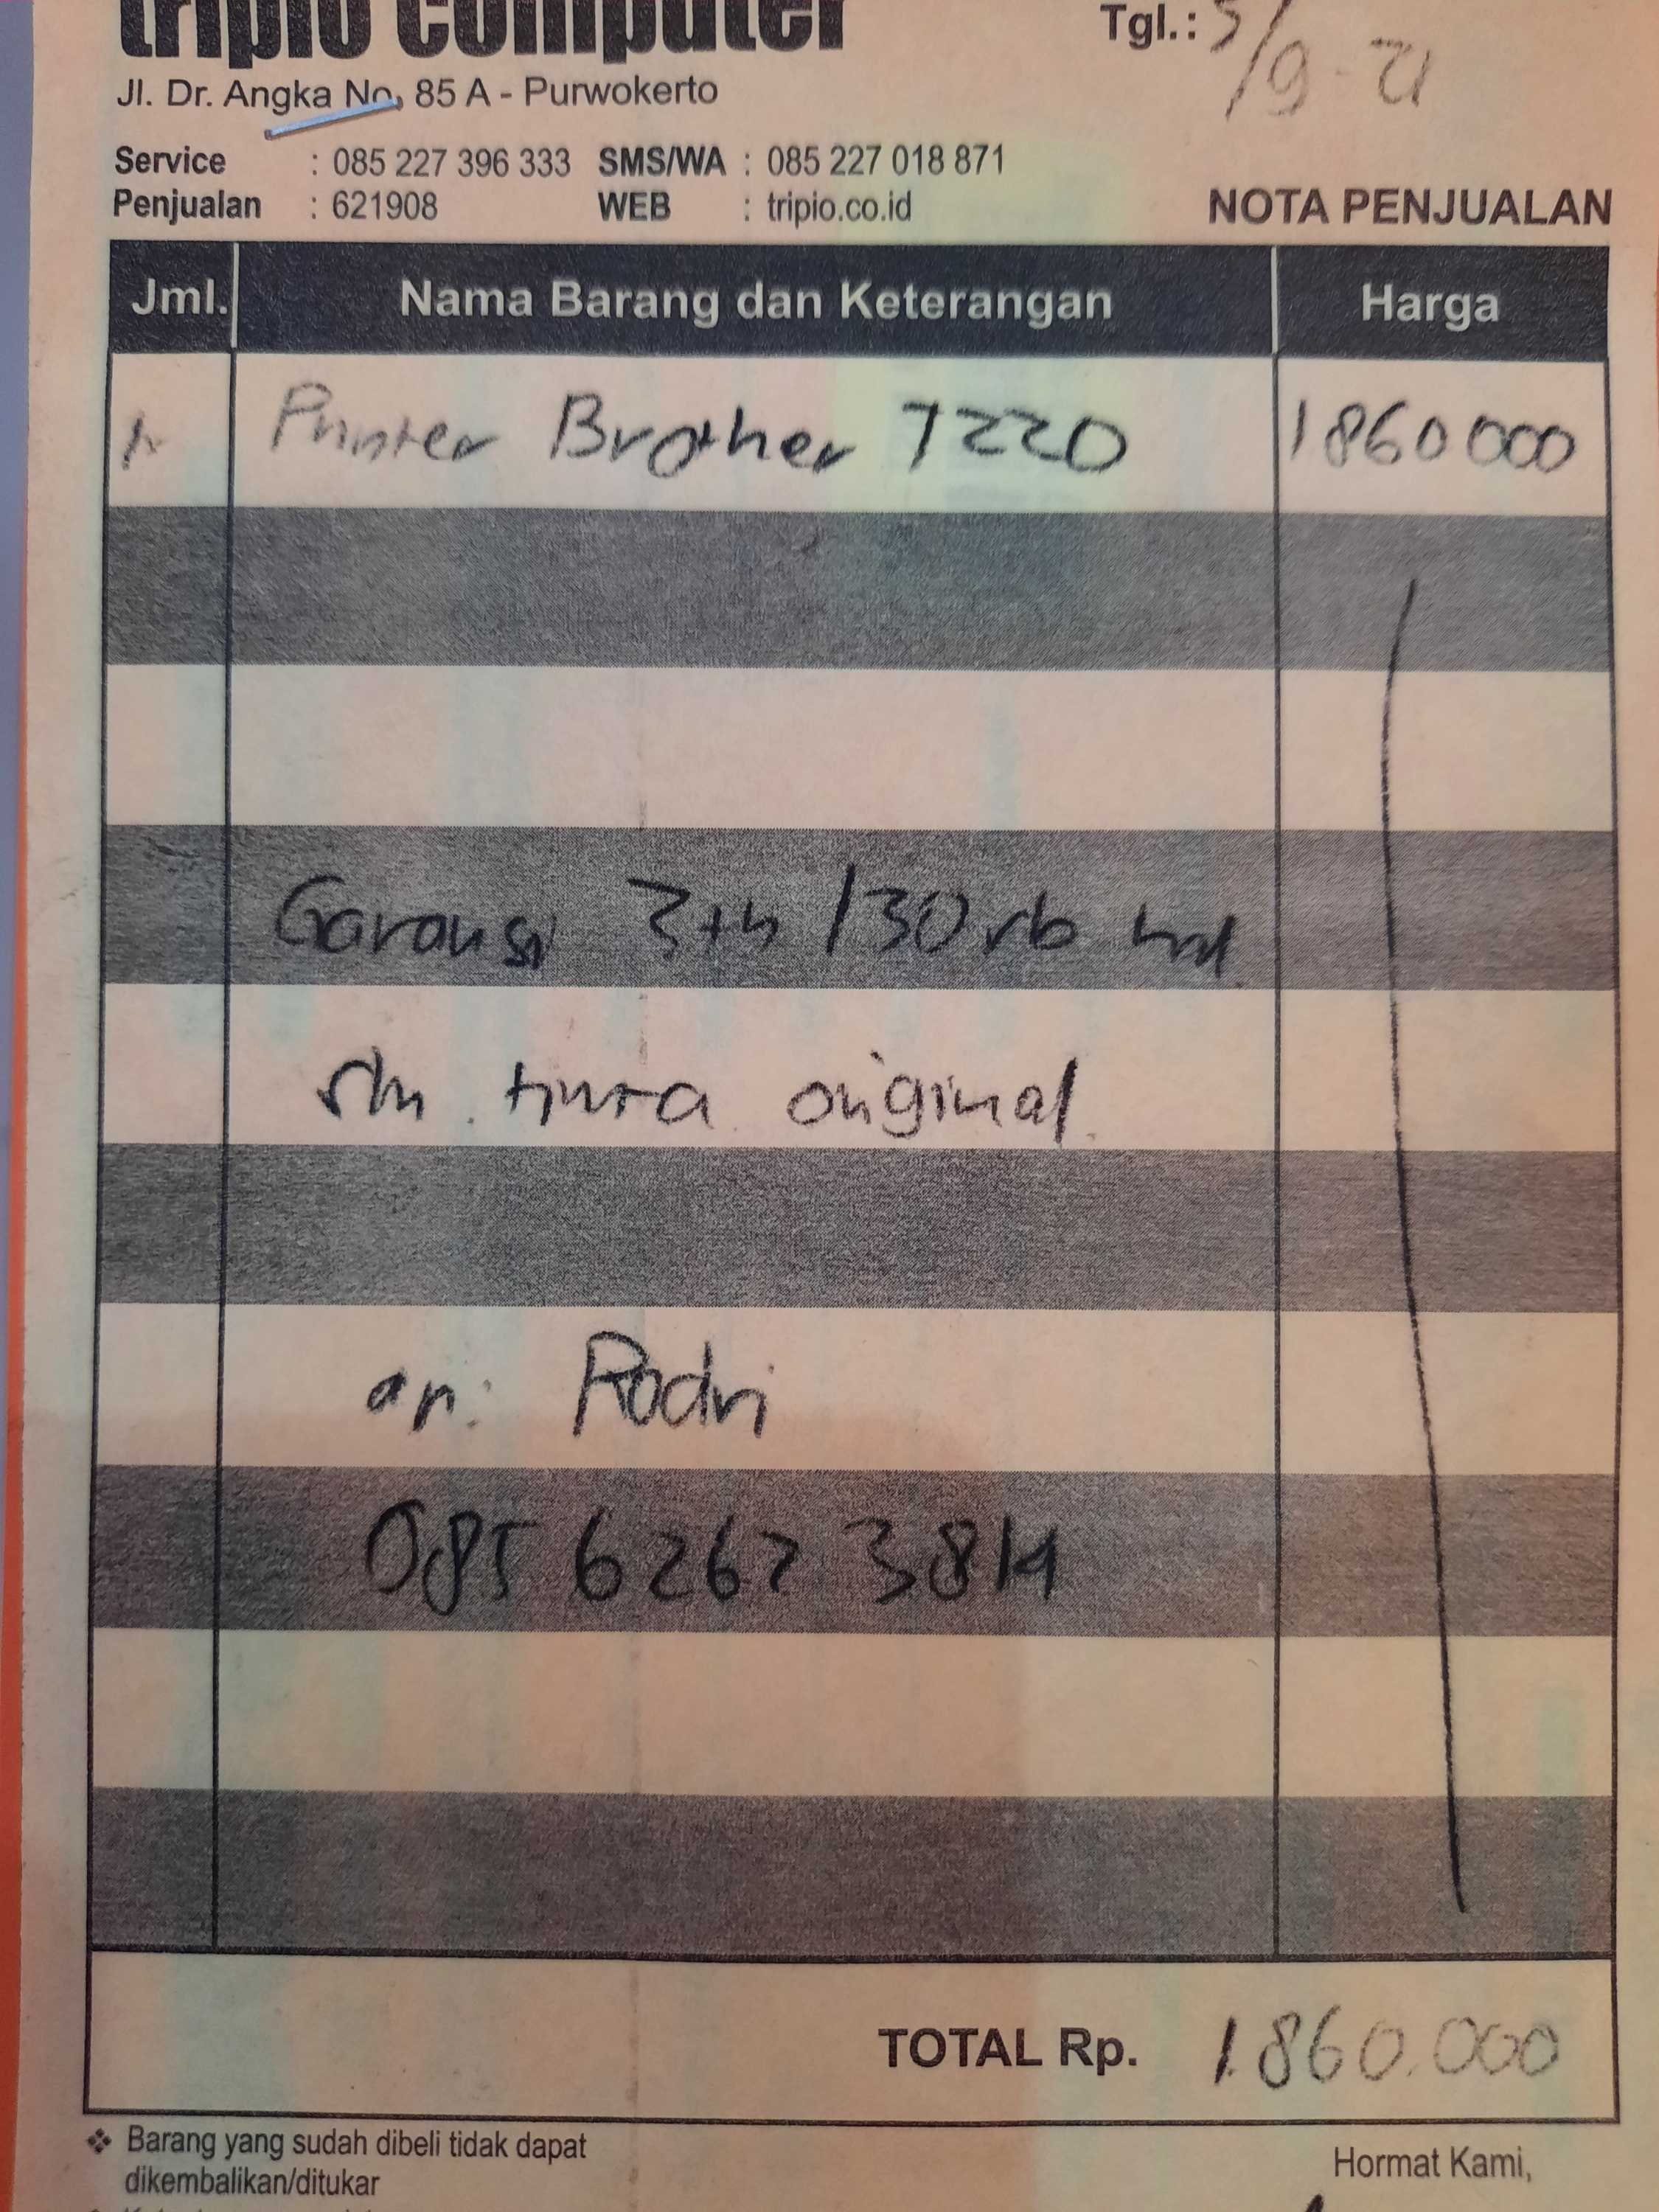 tripio computer
Tgl.: 5/9-21
Jl. Dr. Angka No. 85 A - Purwokerto
Service : 085 227 396 333 SMS/WA : 085 227 018 871
Penjualan : 621908 WEB : tripio.co.id
NOTA PENJUALAN
Jml. Nama Barang dan Keterangan Harga
Printer Brother T220 1860000
Garansi 3th /30rb hal
tinta original
an: Rodri
085 6262 3814
TOTAL Rp. 1.860.000
❖ Barang yang sudah dibeli tidak dapat
dikembalikan/ditukar
Hormat Kami,